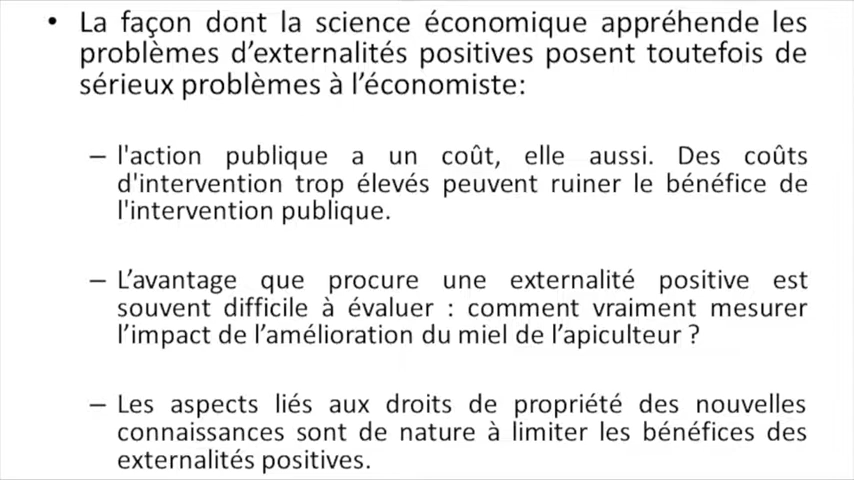 • La façon dont la science économique appréhende les
problèmes d’externalités positives posent toutefois de
sérieux problèmes à l’économiste:
– l'action publique a un coût, elle aussi. Des coûts
d'intervention trop élevés peuvent ruiner le bénéfice de
l'intervention publique.
– L’avantage que procure une externalité positive est
souvent difficile à évaluer : comment vraiment mesurer
l’impact de l’amélioration du miel de l’apiculteur ?
– Les aspects liés aux droits de propriété des nouvelles
connaissances sont de nature à limiter les bénéfices des
externalités positives.